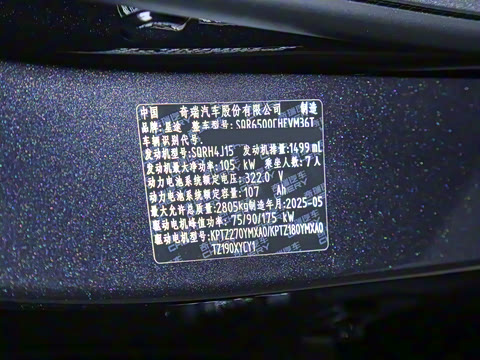 中国 奇瑞汽车股份有限公司 制造
品牌: 星途 整车型号: SQR6500CHEVM36T
车辆识别代号:
发动机型号: SQRH4J15 发动机排量: 1499 mL
发动机最大净功率: 105 kW 乘坐人数: 7 人
动力电池系统额定电压: 322.0 V
动力电池系统额定容量: 107 Ah
最大允许总质量: 2805kg 制造年月: 2025-05
驱动电机峰值功率: 75/90/175 kW
驱动电机型号: KPTZ270YMXA0/KPTZ180YMXA0
TZ190XYCY1